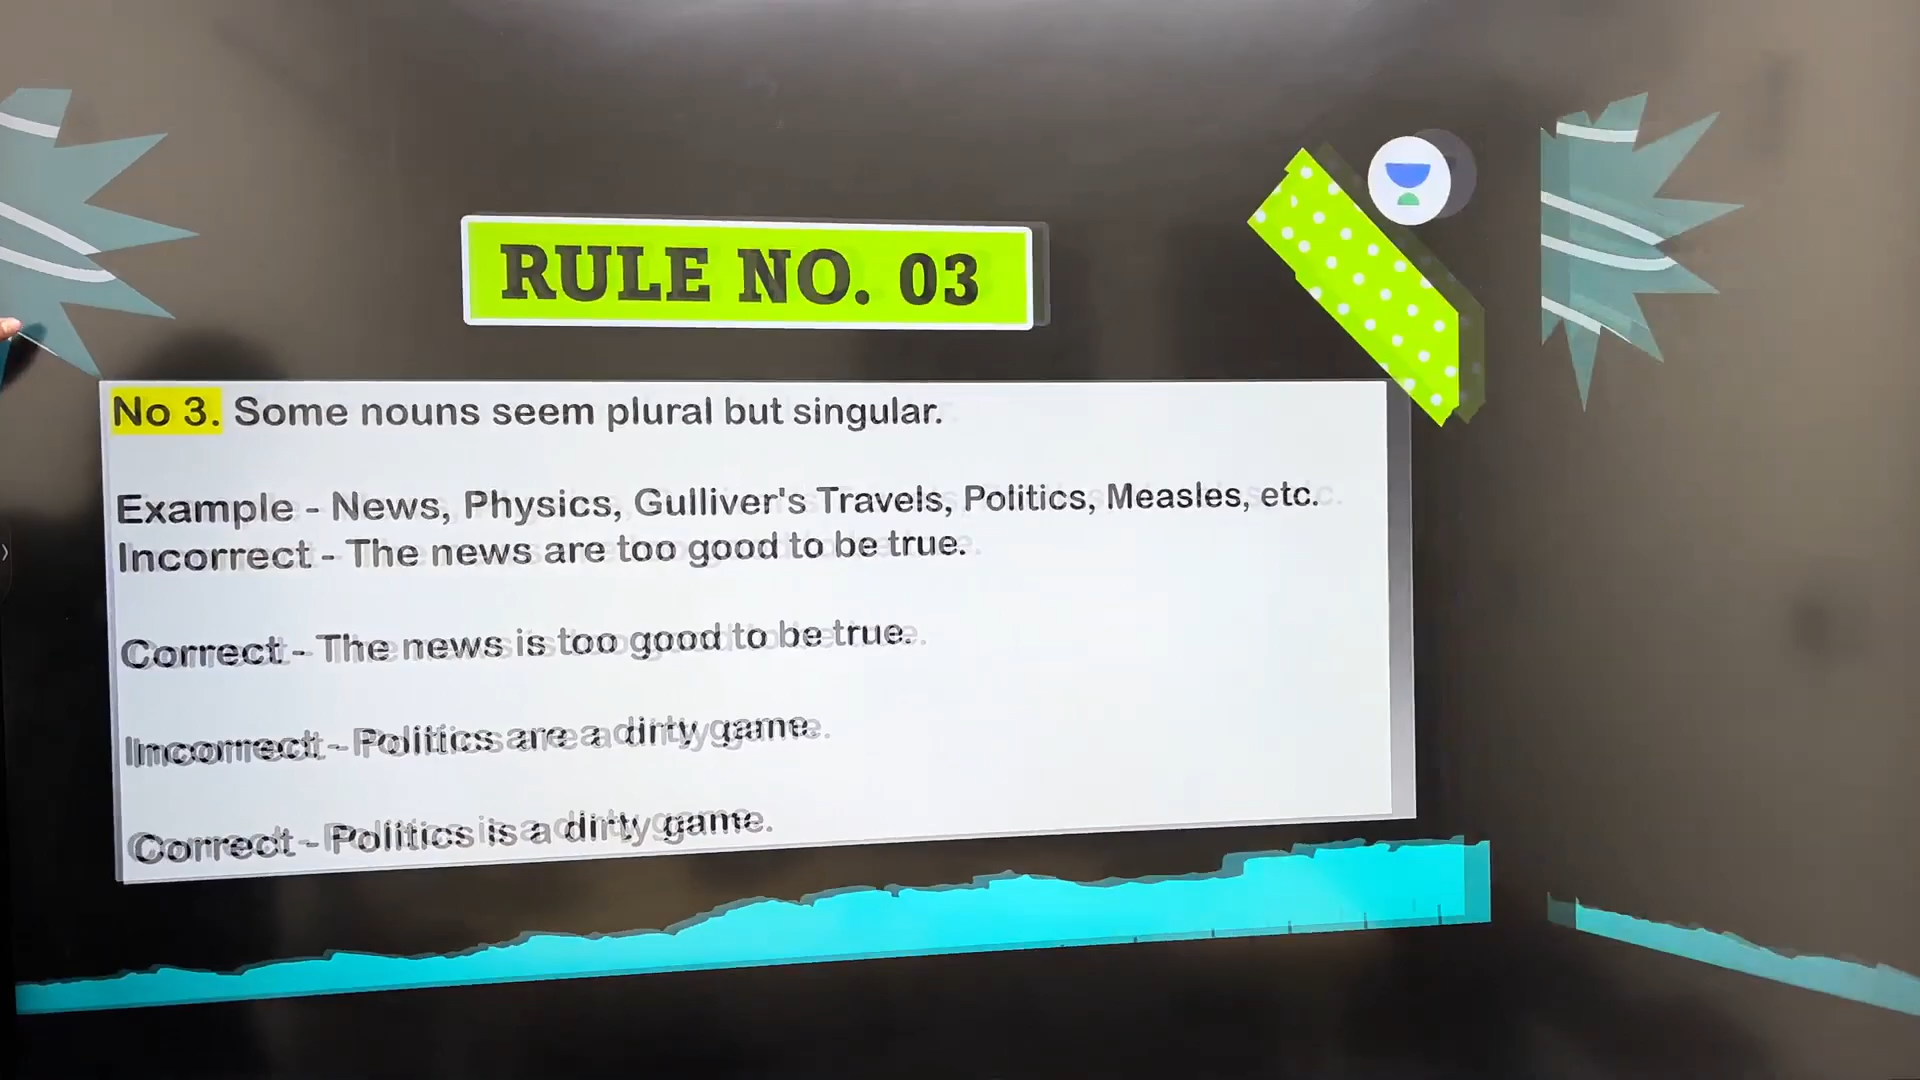 RULE NO. 03
No 3. Some nouns seem plural but singular.
Example - News, Physics, Gulliver's Travels, Politics, Measles, etc.
Incorrect - The news are too good to be true.
Correct - The news is too good to be true.
Incorrect - Politics are a dirty game.
Correct - Politics is a dirty game.